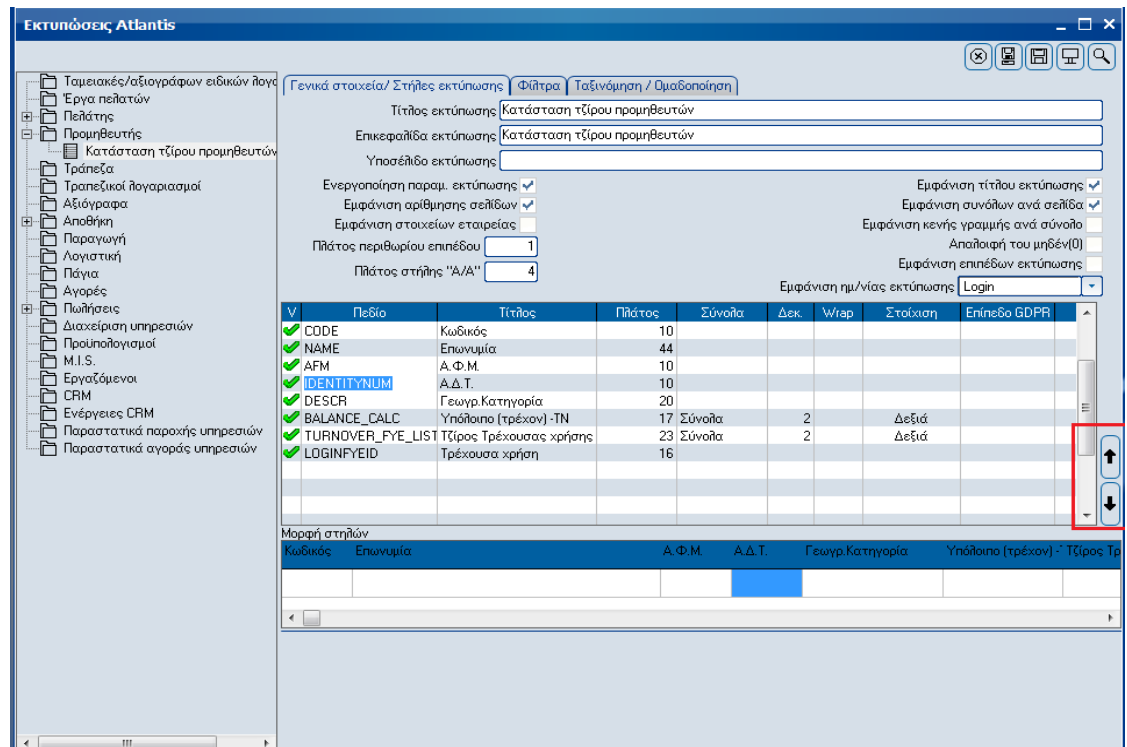 Εκτυπώσεις Atlantis
Ταμειακές/αξιογράφων ειδικών λογα
Έργα πελατών
Πελάτης
Προμηθευτής
Κατάσταση τζίρου προμηθευτών
Τράπεζα
Τραπεζικοί λογαριασμοί
Αξιόγραφα
Αποθήκη
Παραγωγή
Λογιστική
Πάγια
Αγορές
Πωλήσεις
Διαχείριση υπηρεσιών
Προϋπολογισμοί
M.I.S.
Εργαζόμενοι
CRM
Ενέργειες CRM
Παραστατικά παροχής υπηρεσιών
Παραστατικά αγοράς υπηρεσιών
Γενικά στοιχεία/ Στήλες εκτύπωσης Φίλτρα Ταξινόμηση / Ομαδοποίηση
Τίτλος εκτύπωσης Κατάσταση τζίρου προμηθευτών
Επικεφαλίδα εκτύπωσης Κατάσταση τζίρου προμηθευτών
Υποσέλιδο εκτύπωσης
Ενεργοποίηση παραμ. εκτύπωσης Εμφάνιση τίτλου εκτύπωσης
Εμφάνιση αρίθμησης σελίδων Εμφάνιση συνόλων ανά σελίδα
Εμφάνιση στοιχείων εταιρείας Εμφάνιση κενής γραμμής ανά σύνολο
Πλάτος περιθωρίου επιπέδου 1 Απαλοιφή του μηδέν(0)
Πλάτος στήλης "Α/Α" 4 Εμφάνιση επιπέδων εκτύπωσης
Εμφάνιση ημ/νίας εκτύπωσης Login
V Πεδίο Τίτλος Πλάτος Σύνολα Δεκ. Wrap Στοίχιση Επίπεδο GDPR
CODE Κωδικός 10
NAME Επωνυμία 44
AFM Α.Φ.Μ. 10
IDENTITYNUM Α.Δ.Τ. 10
DESCR Γεωγρ.Κατηγορία 20
BALANCE_CALC Υπόλοιπο (τρέχον) -ΤΝ 17 Σύνολα 2 Δεξιά
TURNOVER_FYE_LIST Τζίρος Τρέχουσας χρήσης 23 Σύνολα 2 Δεξιά
LOGINFYEID Τρέχουσα χρήση 16
Μορφή στηλών
Κωδικός Επωνυμία Α.Φ.Μ. Α.Δ.Τ. Γεωγρ.Κατηγορία Υπόλοιπο (τρέχον) -Τ Τζίρος Τρ